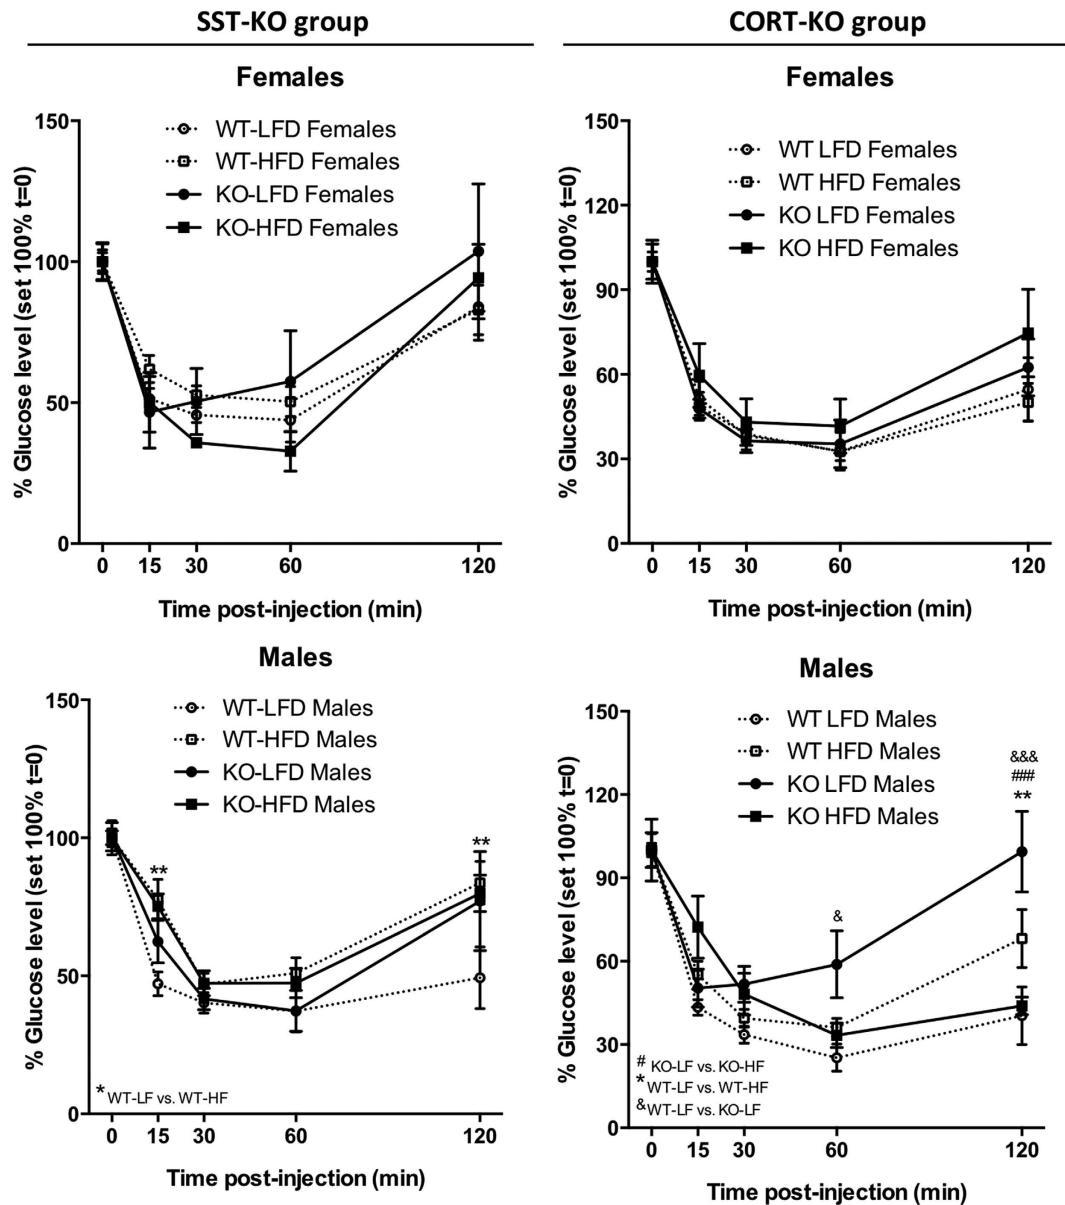 SST-KO group
CORT-KO group
Females
WT-LFD Females
WT-HFD Females
KO-LFD Females
KO-HFD Females
% Glucose level (set 100% t=0)
150
100
50
0
0 15 30 60 120
Time post-injection (min)
Females
WT LFD Females
WT HFD Females
KO LFD Females
KO HFD Females
% Glucose level (set 100% t=0)
150
120
90
60
30
0
0 15 30 60 120
Time post-injection (min)
Males
WT-LFD Males
WT-HFD Males
KO-LFD Males
KO-HFD Males
% Glucose level (set 100% t=0)
150
100
50
0
**
**
* WT-LF vs. WT-HF
0 15 30 60 120
Time post-injection (min)
Males
WT LFD Males
WT HFD Males
KO LFD Males
KO HFD Males
% Glucose level (set 100% t=0)
150
120
90
60
30
0
&&&
##
**
&
# KO-LF vs. KO-HF
* WT-LF vs. WT-HF
& WT-LF vs. KO-LF
0 15 30 60 120
Time post-injection (min)